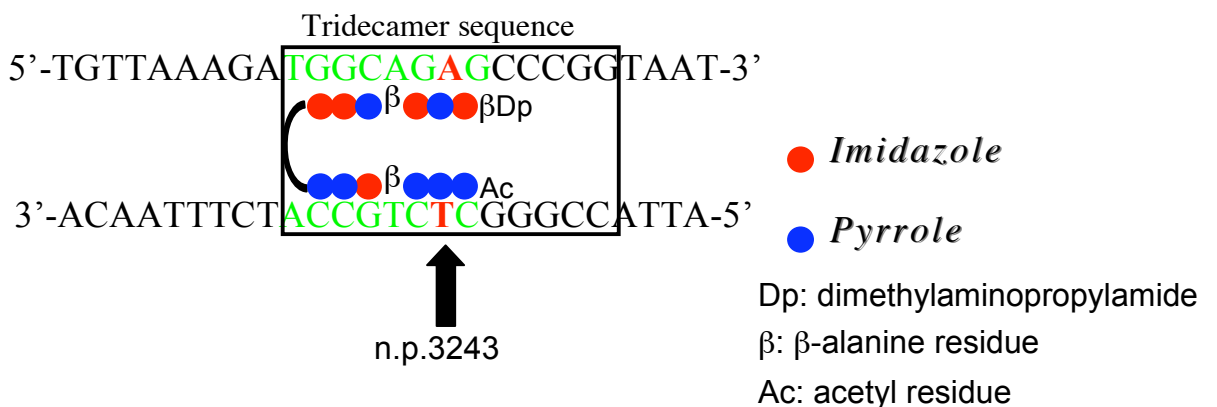 Tridecamer sequence
5’-TGTTAAAGATGGCAGAGCCCGGTAAT-3’
β βDp
Imidazole
β Ac
3’-ACAATTTCTACCGTCTCGGGCCATTA-5’
Pyrrole
Dp: dimethylaminopropylamide
n.p.3243
β: β-alanine residue
Ac: acetyl residue